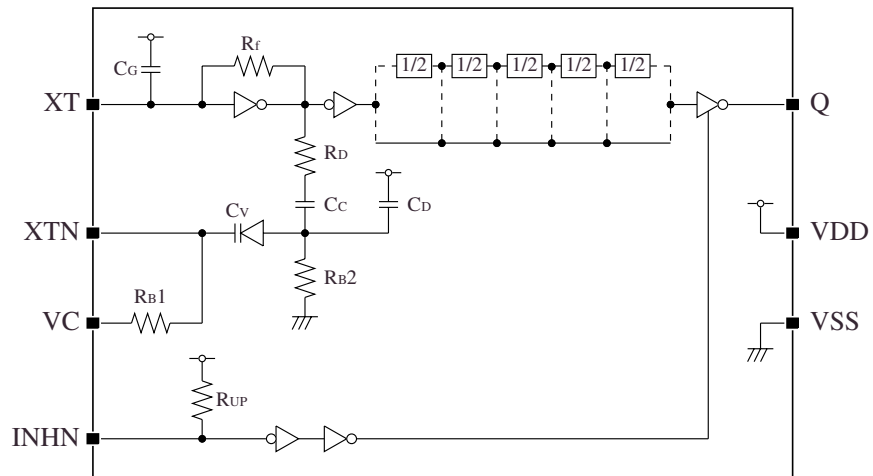 Rf
CG
1/2 1/2 1/2 1/2 1/2
XT
Q
RD
CV
CC
CD
XTN
VDD
RB2
RB1
VC
VSS
RUP
INHN